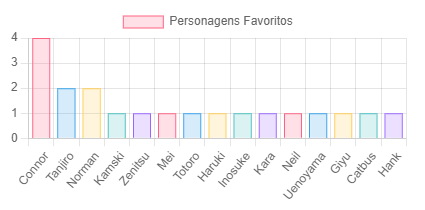 Personagens Favoritos
4
3
2
1
0
Connor
Tanjiro
Norman
Kamski
Zenitsu
Mei
Totoro
Haruki
Inosuke
Kara
Neil
Uenoyama
Giyu
Catbus
Hank